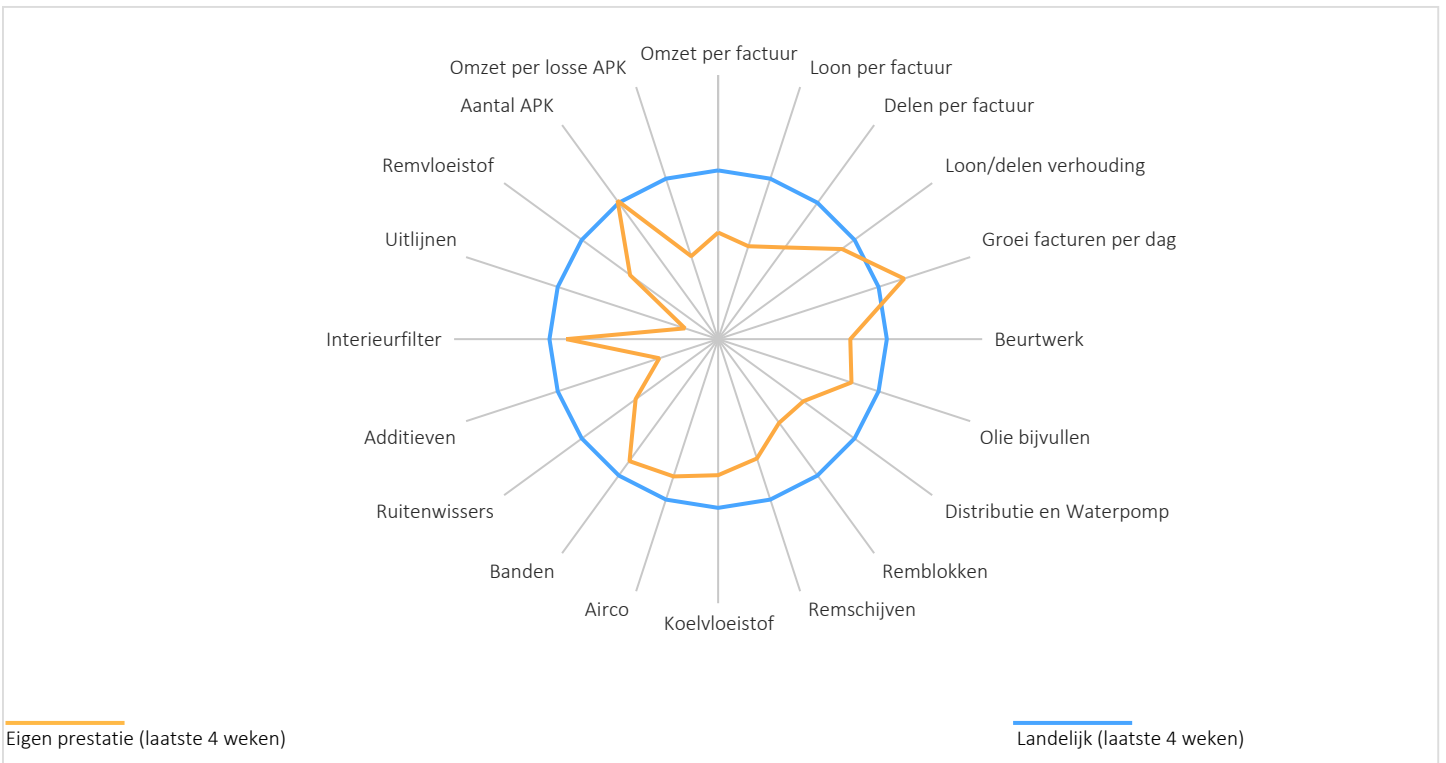 Omzet per factuur
Loon per factuur
Delen per factuur
Loon/delen verhouding
Groei facturen per dag
Beurtwerk
Olie bijvullen
Distributie en Waterpomp
Remblokken
Remschijven
Koelvloeistof
Airco
Banden
Ruitenwissers
Additieven
Interieurfilter
Uitlijnen
Remvloeistof
Aantal APK
Omzet per losse APK
Eigen prestatie (laatste 4 weken)
Landelijk (laatste 4 weken)